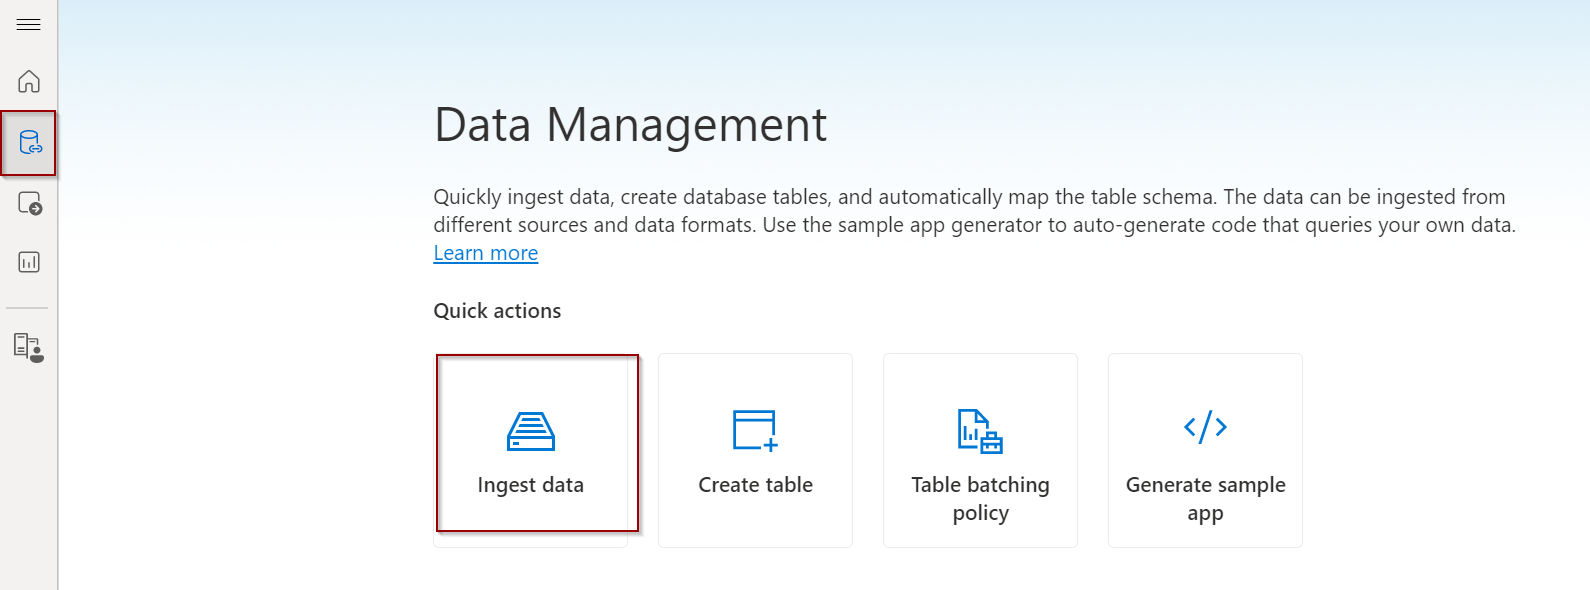 Data Management
Quickly ingest data, create database tables, and automatically map the table schema. The data can be ingested from
different sources and data formats. Use the sample app generator to auto-generate code that queries your own data.
Learn more
Quick actions
Ingest data
Create table
Table batching
policy
Generate sample
app